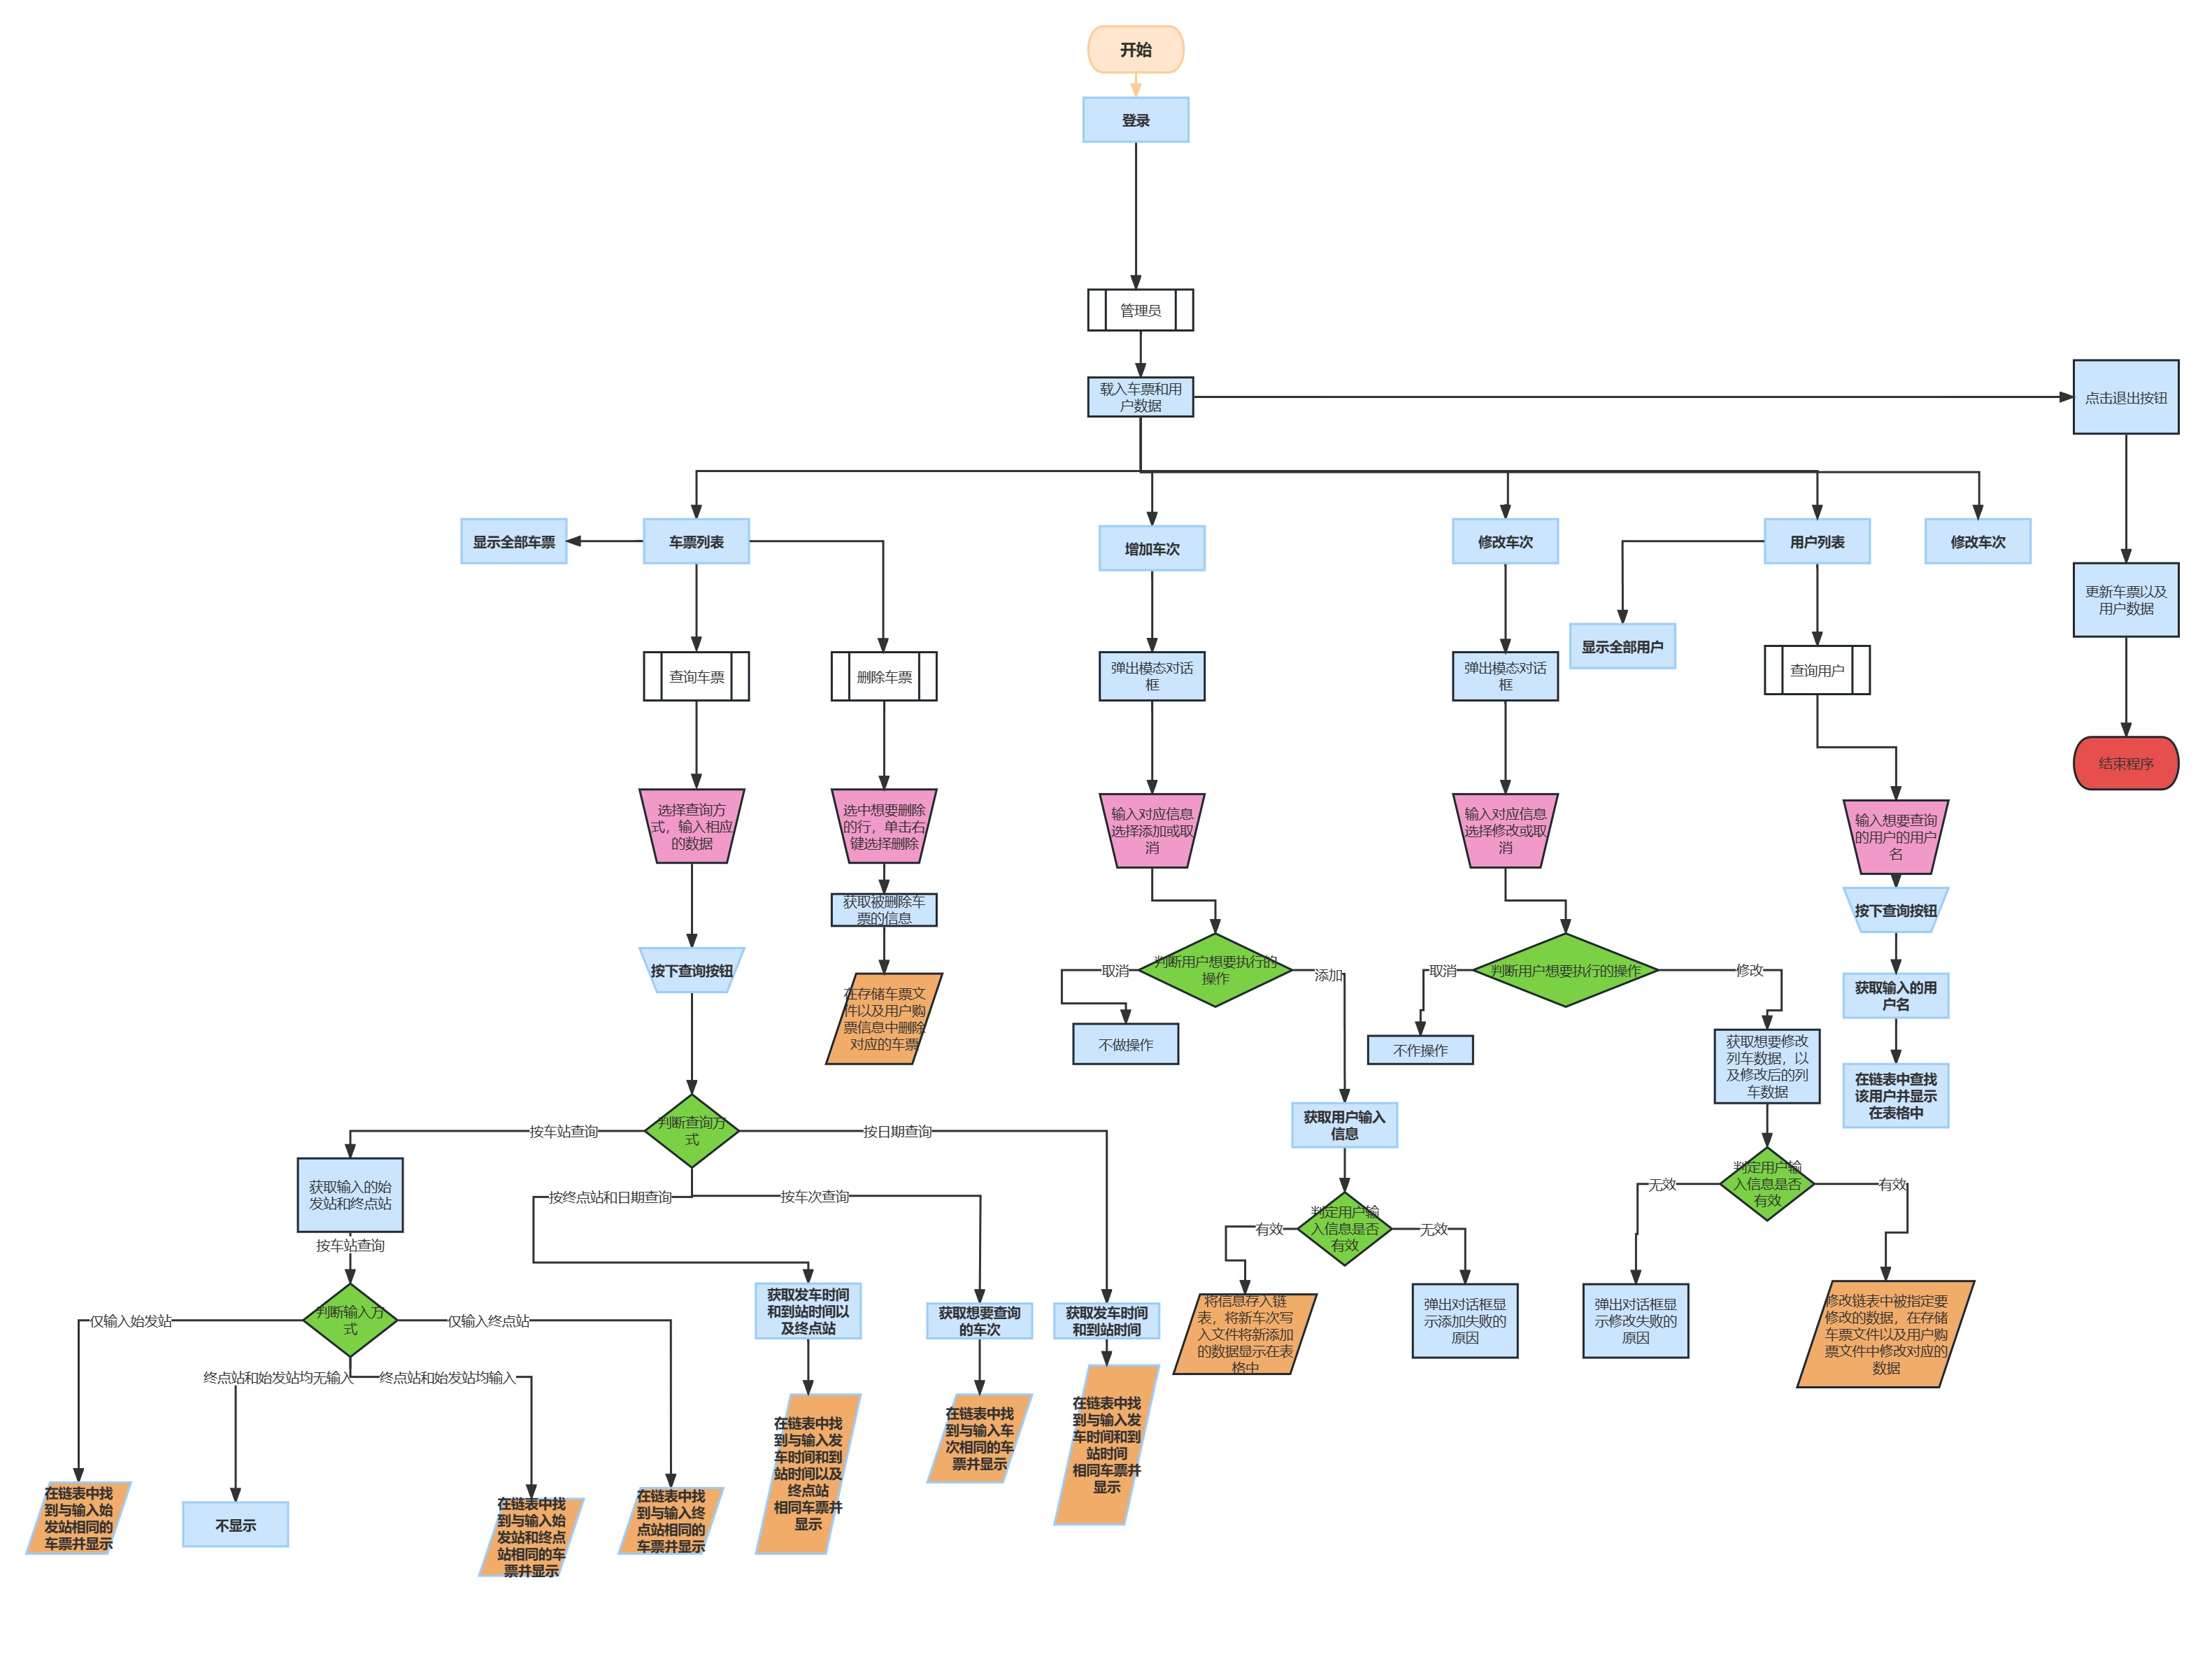 开始
登录
管理员
载入车票和用
户数据
点击退出按钮
显示全部车票
车票列表
增加车次
修改车次
用户列表
修改车次
更新车票以及
用户数据
显示全部用户
查询车票
删除车票
弹出模态对话
框
弹出模态对话
框
查询用户
结束程序
选择查询方
式，输入相应
的数据
选中想要删除
的行，单击右
键选择删除
输入对应信息
选择添加或取
消
输入对应信息
选择修改或取
消
输入想要查询
的用户的用户
名
获取被删除车
票的信息
按下查询按钮
按下查询按钮
判断用户想要执行的
操作
取消
添加
判断用户想要执行的操作
取消
修改
获取输入的用
户名
在存储车票文
件以及用户购
票信息中删除
对应的车票
不做操作
不作操作
获取想要修改
列车数据，以
及修改后的列
车数据
在链表中查找
该用户并显示
在表格中
获取用户输入
信息
判断查询方
式
按车站查询
按日期查询
按终点站和日期查询
按车次查询
获取输入的始
发站和终点站
按车站查询
判定用户输
入信息是否
有效
无效
有效
判定用户输
入信息是否
有效
有效
无效
判断输入方
式
仅输入始发站
仅输入终点站
终点站和始发站均无输入
终点站和始发站均输入
获取发车时间
和到站时间以
及终点站
获取想要查询
的车次
获取发车时间
和到站时间
将信息存入链
表，将新车次写
入文件将新添加
的数据显示在表
格中
弹出对话框显
示添加失败的
原因
弹出对话框显
示修改失败的
原因
修改链表中被指定要
修改的数据，在存储
车票文件以及用户购
票文件中修改对应的
数据
在链表中找
到与输入始
发站相同的
车票并显示
不显示
在链表中找
到与输入始
发站和终点
站相同的车
票并显示
在链表中找
到与输入终
点站相同的
车票并显示
在链表中找
到与输入发
车时间和到
站时间以及
终点站
相同车票并
显示
在链表中找
到与输入车
次相同的车
票并显示
在链表中找
到与输入发
车时间和到
站时间
相同车票并
显示